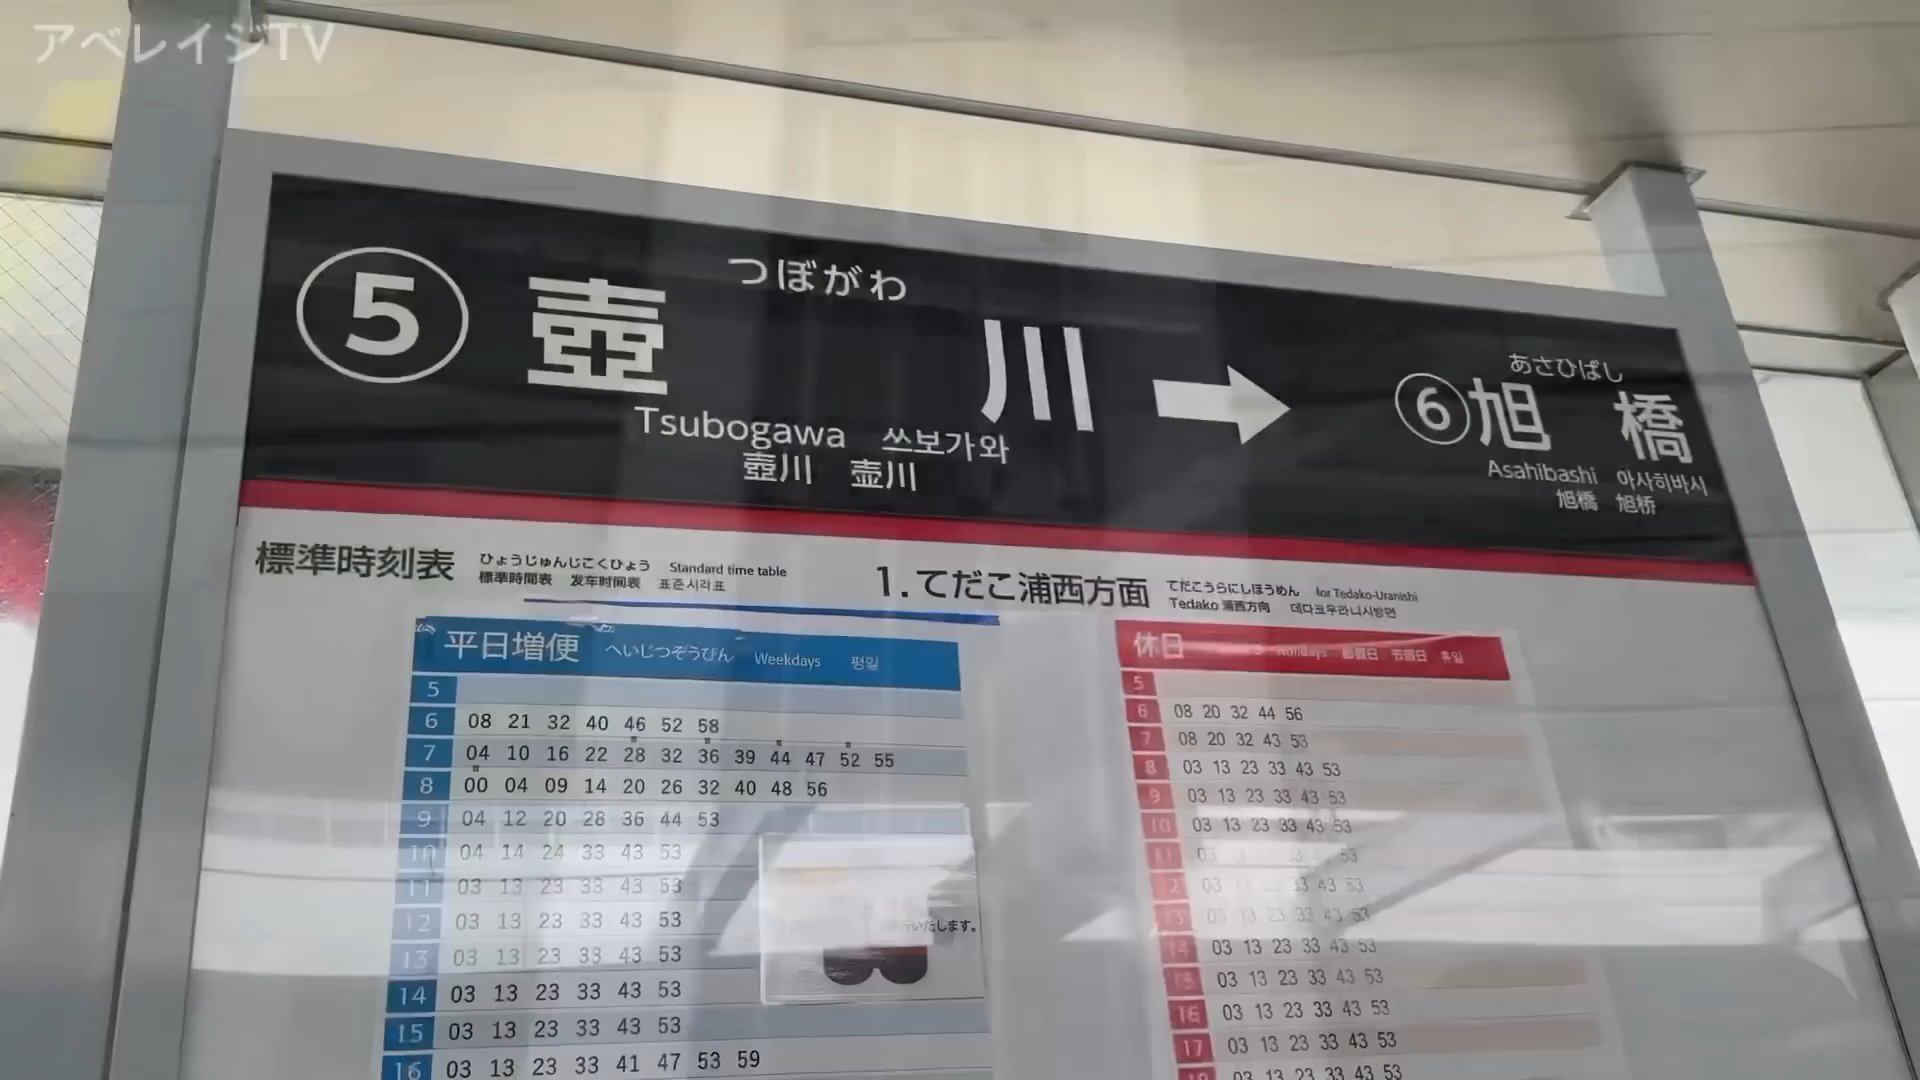 アベレイジTV
つぼがわ
⑤ 壺 川 → ⑥旭 橋
あさひばし
Tsubogawa 쓰보가와
壺川 壶川
Asahibashi 아사히바시
旭橋 旭桥
標準時刻表 ひょうじゅんじこくひょう Standard time table
標準時間表 发车时间表 표준시각표
1. てだこ浦西方面 てだこうらにしほうめん for Tedako-Uranishi
Tedako 浦西方向 데다코우라니시방면
平日増便 へいじつぞうびん Weekdays 평일
5
6 08 21 32 40 46 52 58
7 04 10 16 22 28 32 36 39 44 47 52 55
8 00 04 09 14 20 26 32 40 48 56
9 04 12 20 28 36 44 53
10 04 14 24 33 43 53
11 03 13 23 33 43 53
12 03 13 23 33 43 53
13 03 13 23 33 43 53
14 03 13 23 33 43 53
15 03 13 23 33 43 53
16 03 13 23 33 41 47 53 59
いたします。
休日 Holidays 節假日 节假日 휴일
5
6 08 20 32 44 56
7 08 20 32 43 53
8 03 13 23 33 43 53
9 03 13 23 33 43 53
10 03 13 23 33 43 53
03 33 53
03 33 43 53
13 03 13 23 33 43 53
14 03 13 23 33 43 53
15 03 13 23 33 43 53
16 03 13 23 33 43 53
17 03 13 23 33 43 53
03 13 23 33 43 53